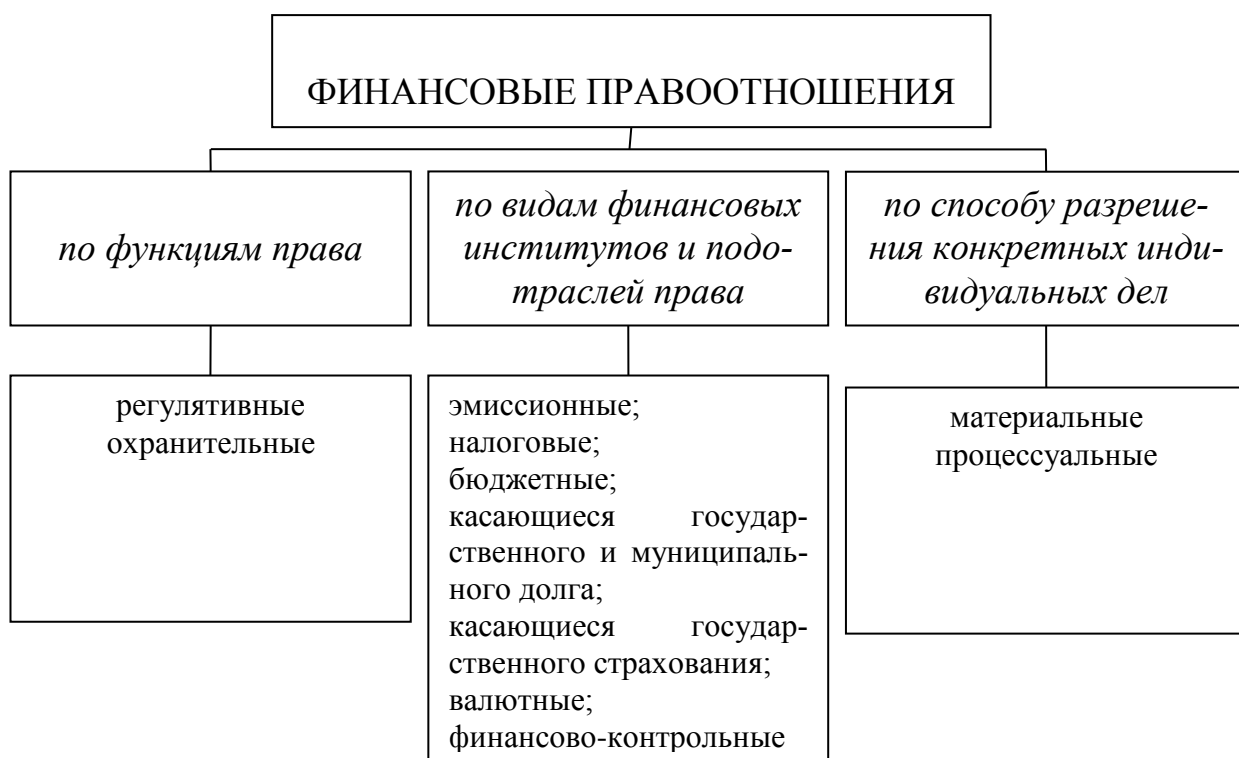 ФИНАНСОВЫЕ ПРАВООТНОШЕНИЯ
по функциям права
по видам финансовых
институтов и подо-
траслей права
по способу разреше-
ния конкретных инди-
видуальных дел
регулятивные
охранительные
эмиссионные;
налоговые;
бюджетные;
касающиеся государ-
ственного и муниципаль-
ного долга;
касающиеся государ-
ственного страхования;
валютные;
финансово-контрольные
материальные
процессуальные